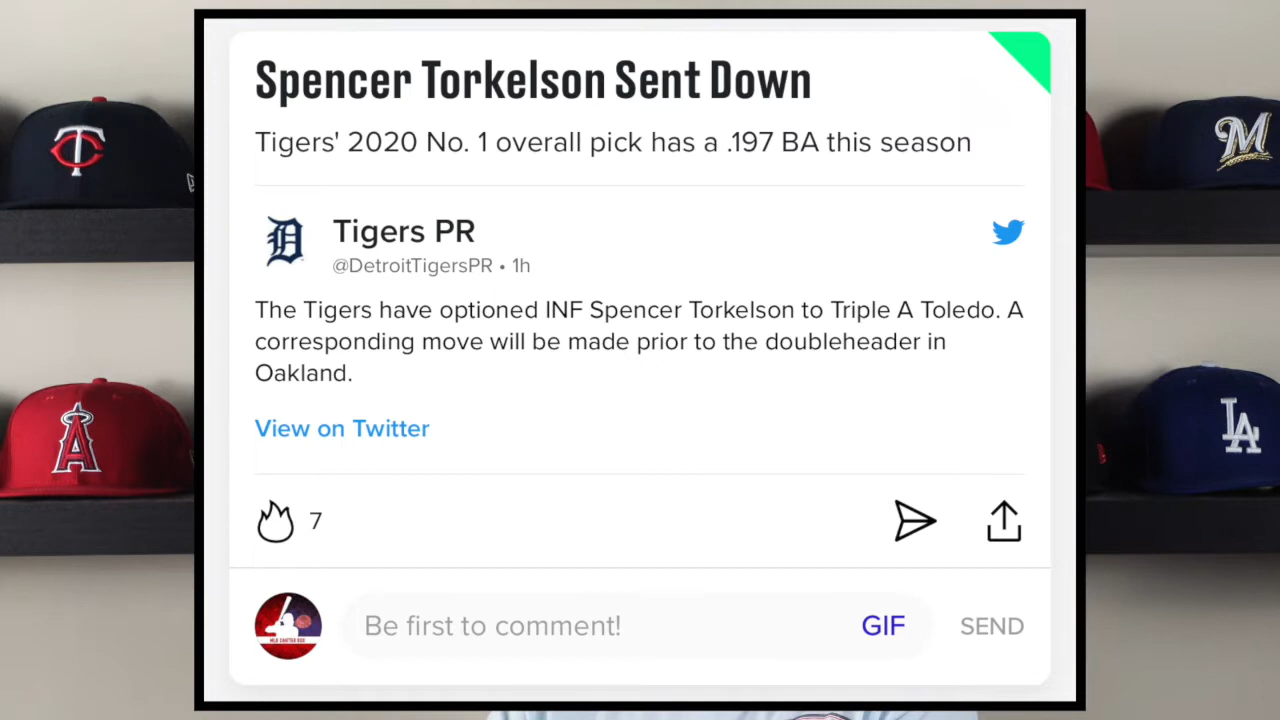 Spencer Torkelson Sent Down
Tigers' 2020 No. 1 overall pick has a .197 BA this season
Tigers PR
@DetroitTigersPR • 1h
The Tigers have optioned INF Spencer Torkelson to Triple A Toledo. A
corresponding move will be made prior to the doubleheader in
Oakland.
View on Twitter
7
Be first to comment!
GIF
SEND
TC
M
A
LA
D